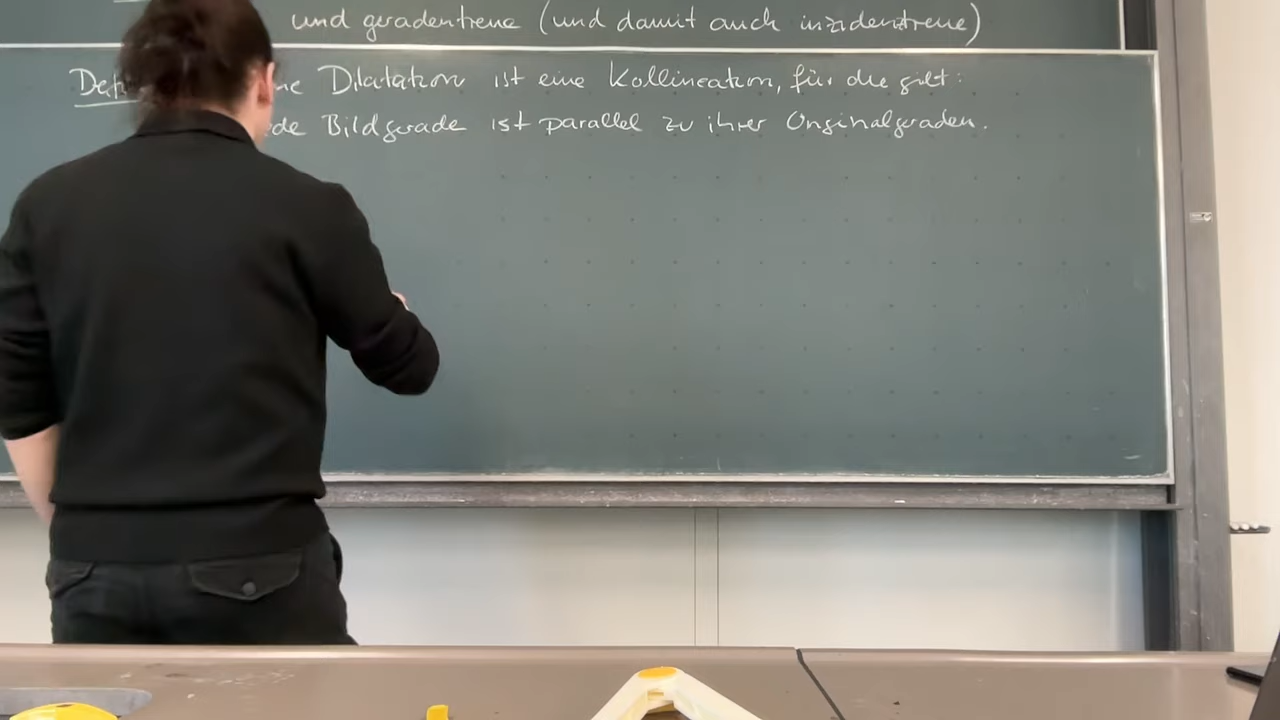 und geradentreue (und damit auch inzidenztreue)
Def ne Dilatation ist eine Kollineation, für die gilt:
de Bildgerade ist parallel zu ihrer Originalgeraden.